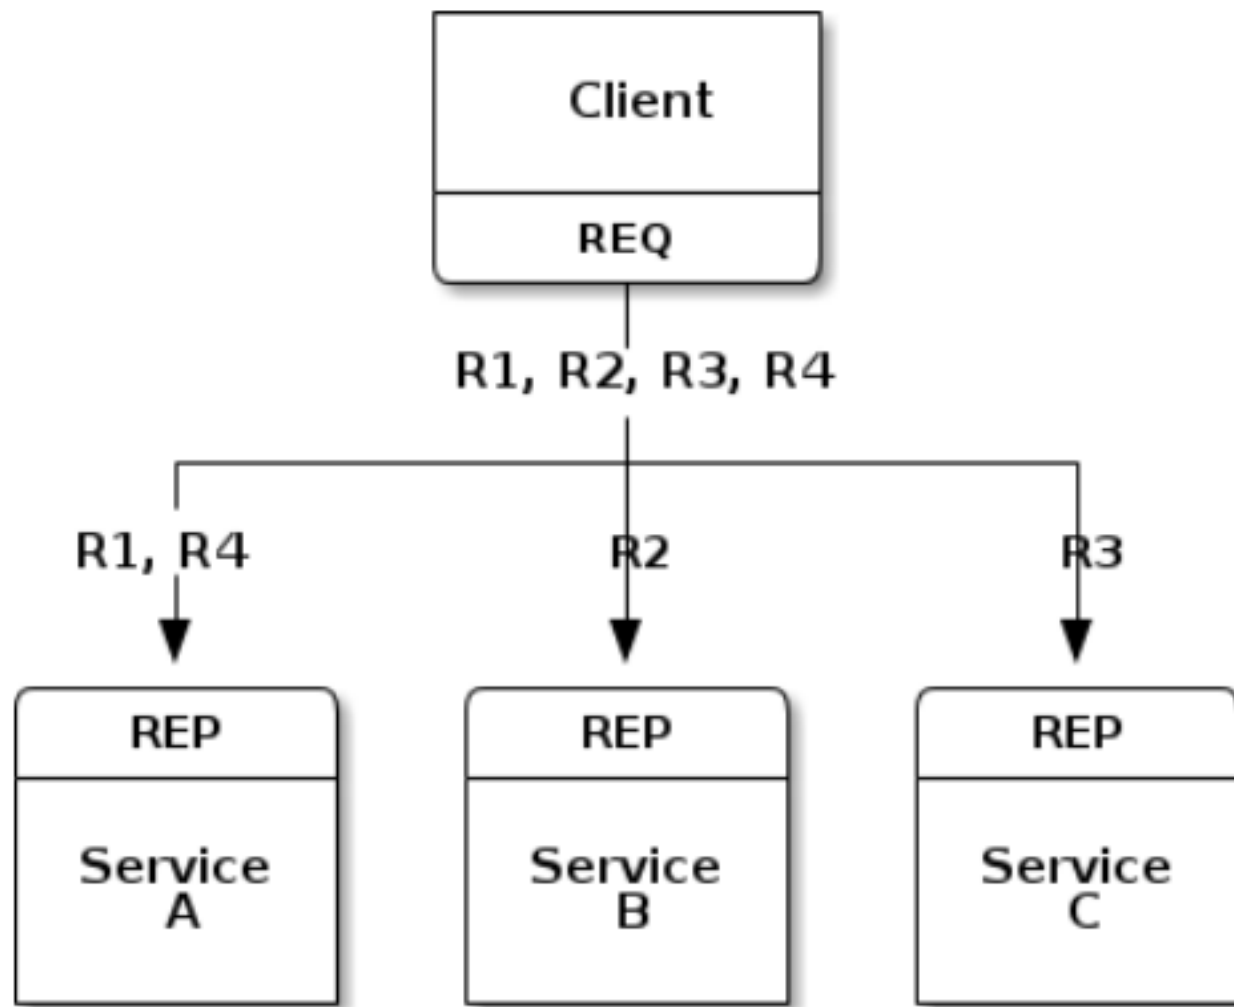 Client
REQ
R1, R2, R3, R4
R1, R4
R2
R3
REP
REP
REP
Service
A
Service
B
Service
C